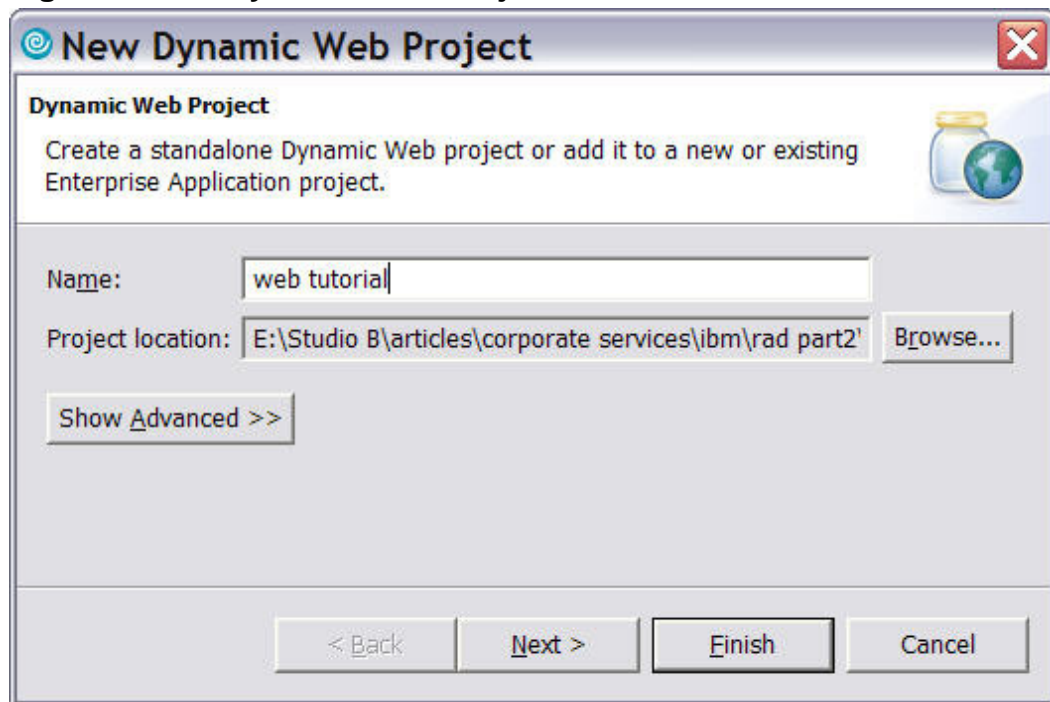 New Dynamic Web Project
Dynamic Web Project
Create a standalone Dynamic Web project or add it to a new or existing
Enterprise Application project.
Name: web tutorial
Project location: E:\Studio B\articles\corporate services\ibm\rad part2 Browse...
Show Advanced >>
< Back Next > Finish Cancel